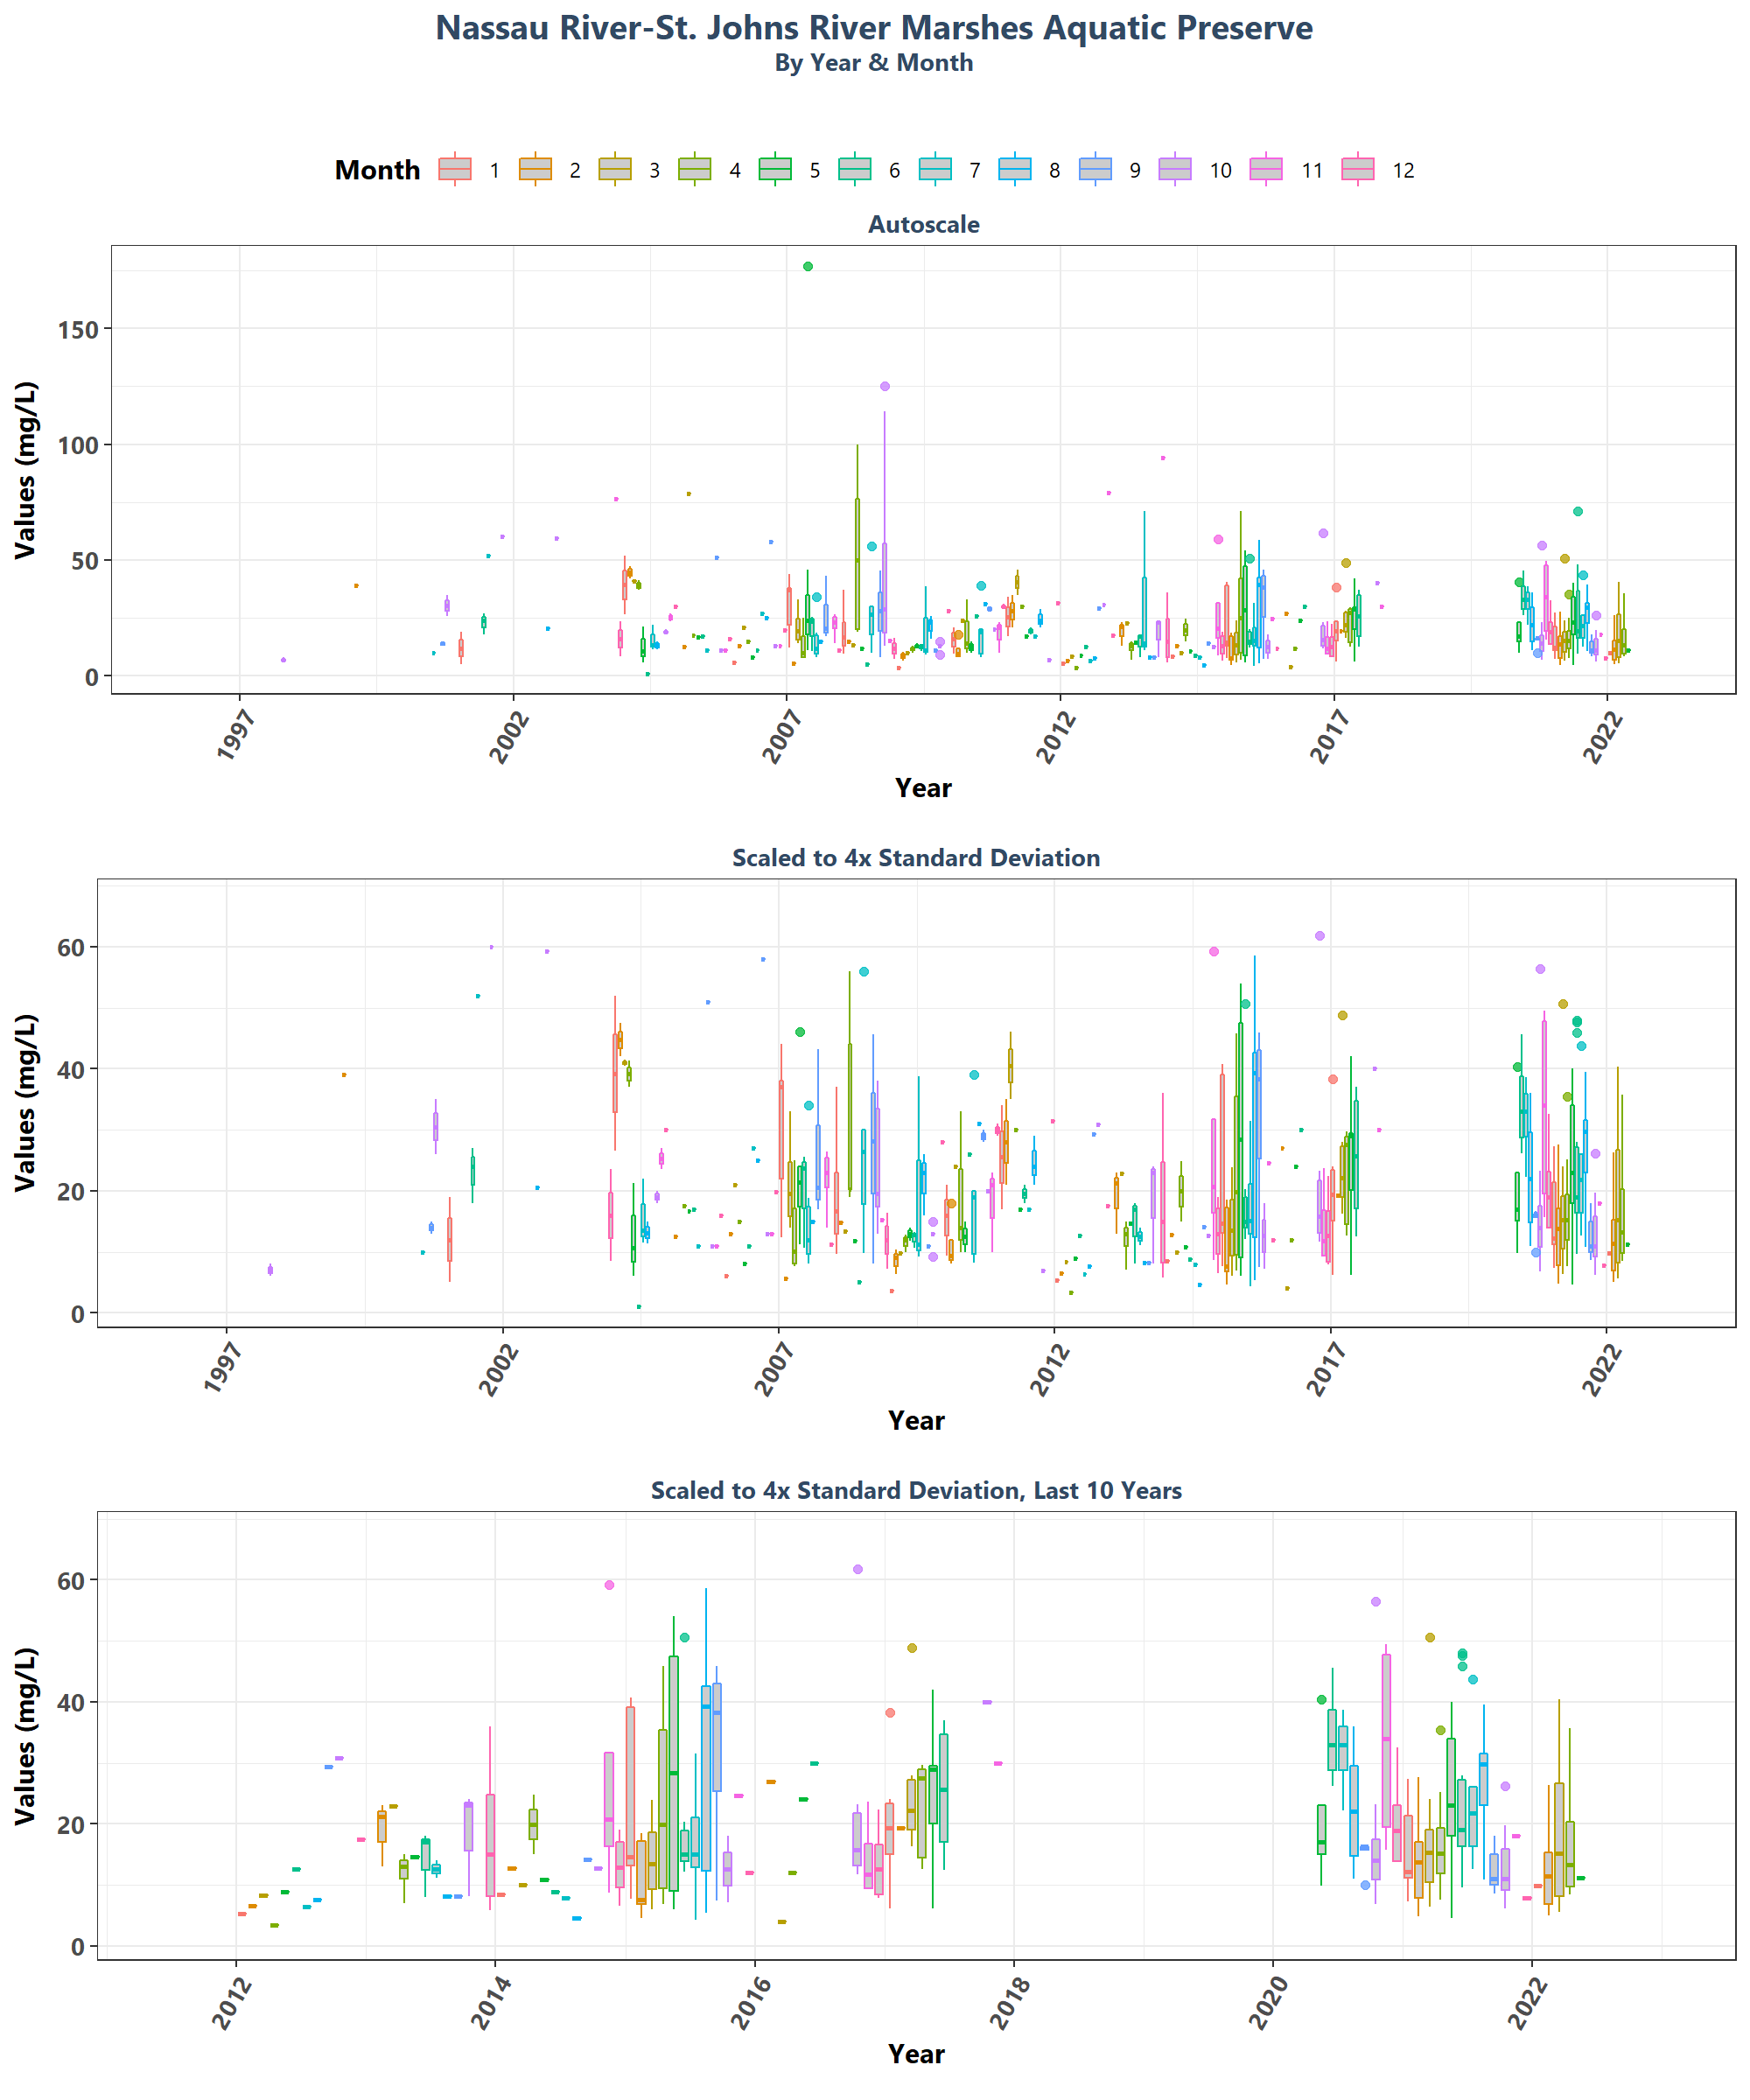 Nassau River-St. Johns River Marshes Aquatic Preserve
By Year & Month
Month 1 2 3 4 5 6 7 8 9 10 11 12
Autoscale
Values (mg/L)
150
100
50
0
1997 2002 2007 2012 2017 2022
Year
Scaled to 4x Standard Deviation
Values (mg/L)
60
40
20
0
1997 2002 2007 2012 2017 2022
Year
Scaled to 4x Standard Deviation, Last 10 Years
Values (mg/L)
60
40
20
0
2012 2014 2016 2018 2020 2022
Year